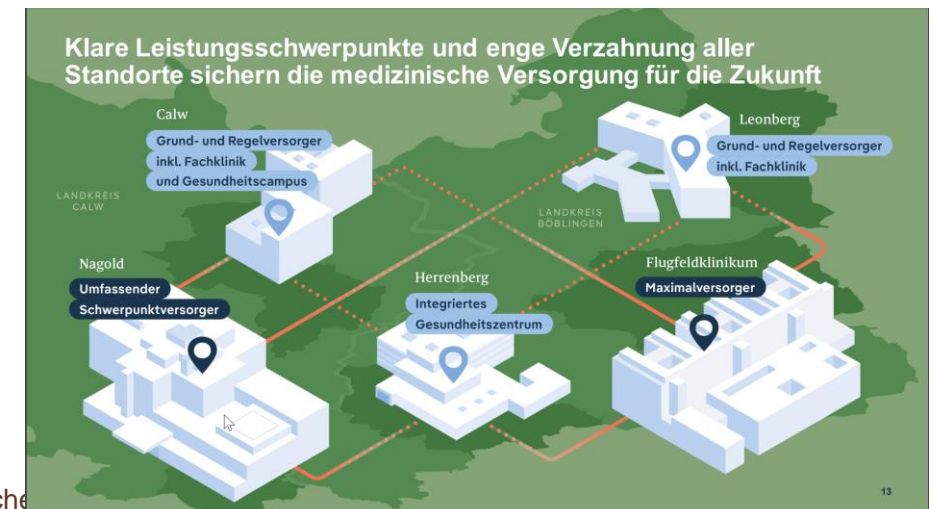 Klare Leistungsschwerpunkte und enge Verzahnung aller
Standorte sichern die medizinische Versorgung für die Zukunft
Calw
Grund- und Regelversorger
inkl. Fachklinik
und Gesundheitscampus
Leonberg
Grund- und Regelversorger
inkl. Fachklinik
LANDKREIS
CALW
LANDKREIS
BÖBLINGEN
Nagold
Umfassender
Schwerpunktversorger
Herrenberg
Integriertes
Gesundheitszentrum
Flugfeldklinikum
Maximalversorger
13